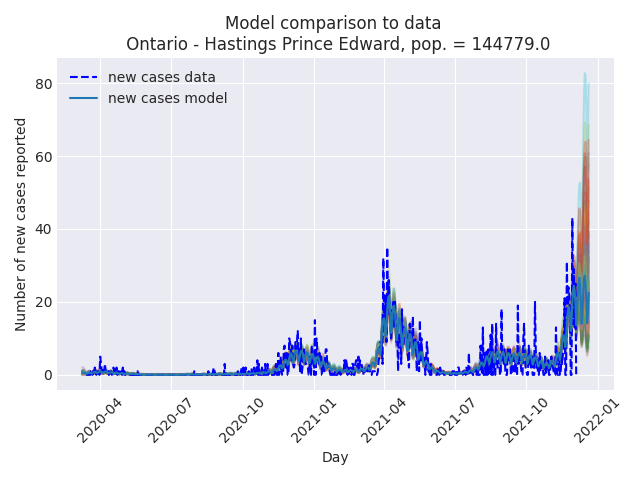 Model comparison to data
Ontario - Hastings Prince Edward, pop. = 144779.0
new cases data
new cases model
Number of new cases reported
80
60
40
20
0
2020-04
2020-07
2020-10
2021-01
2021-04
2021-07
2021-10
2022-01
Day